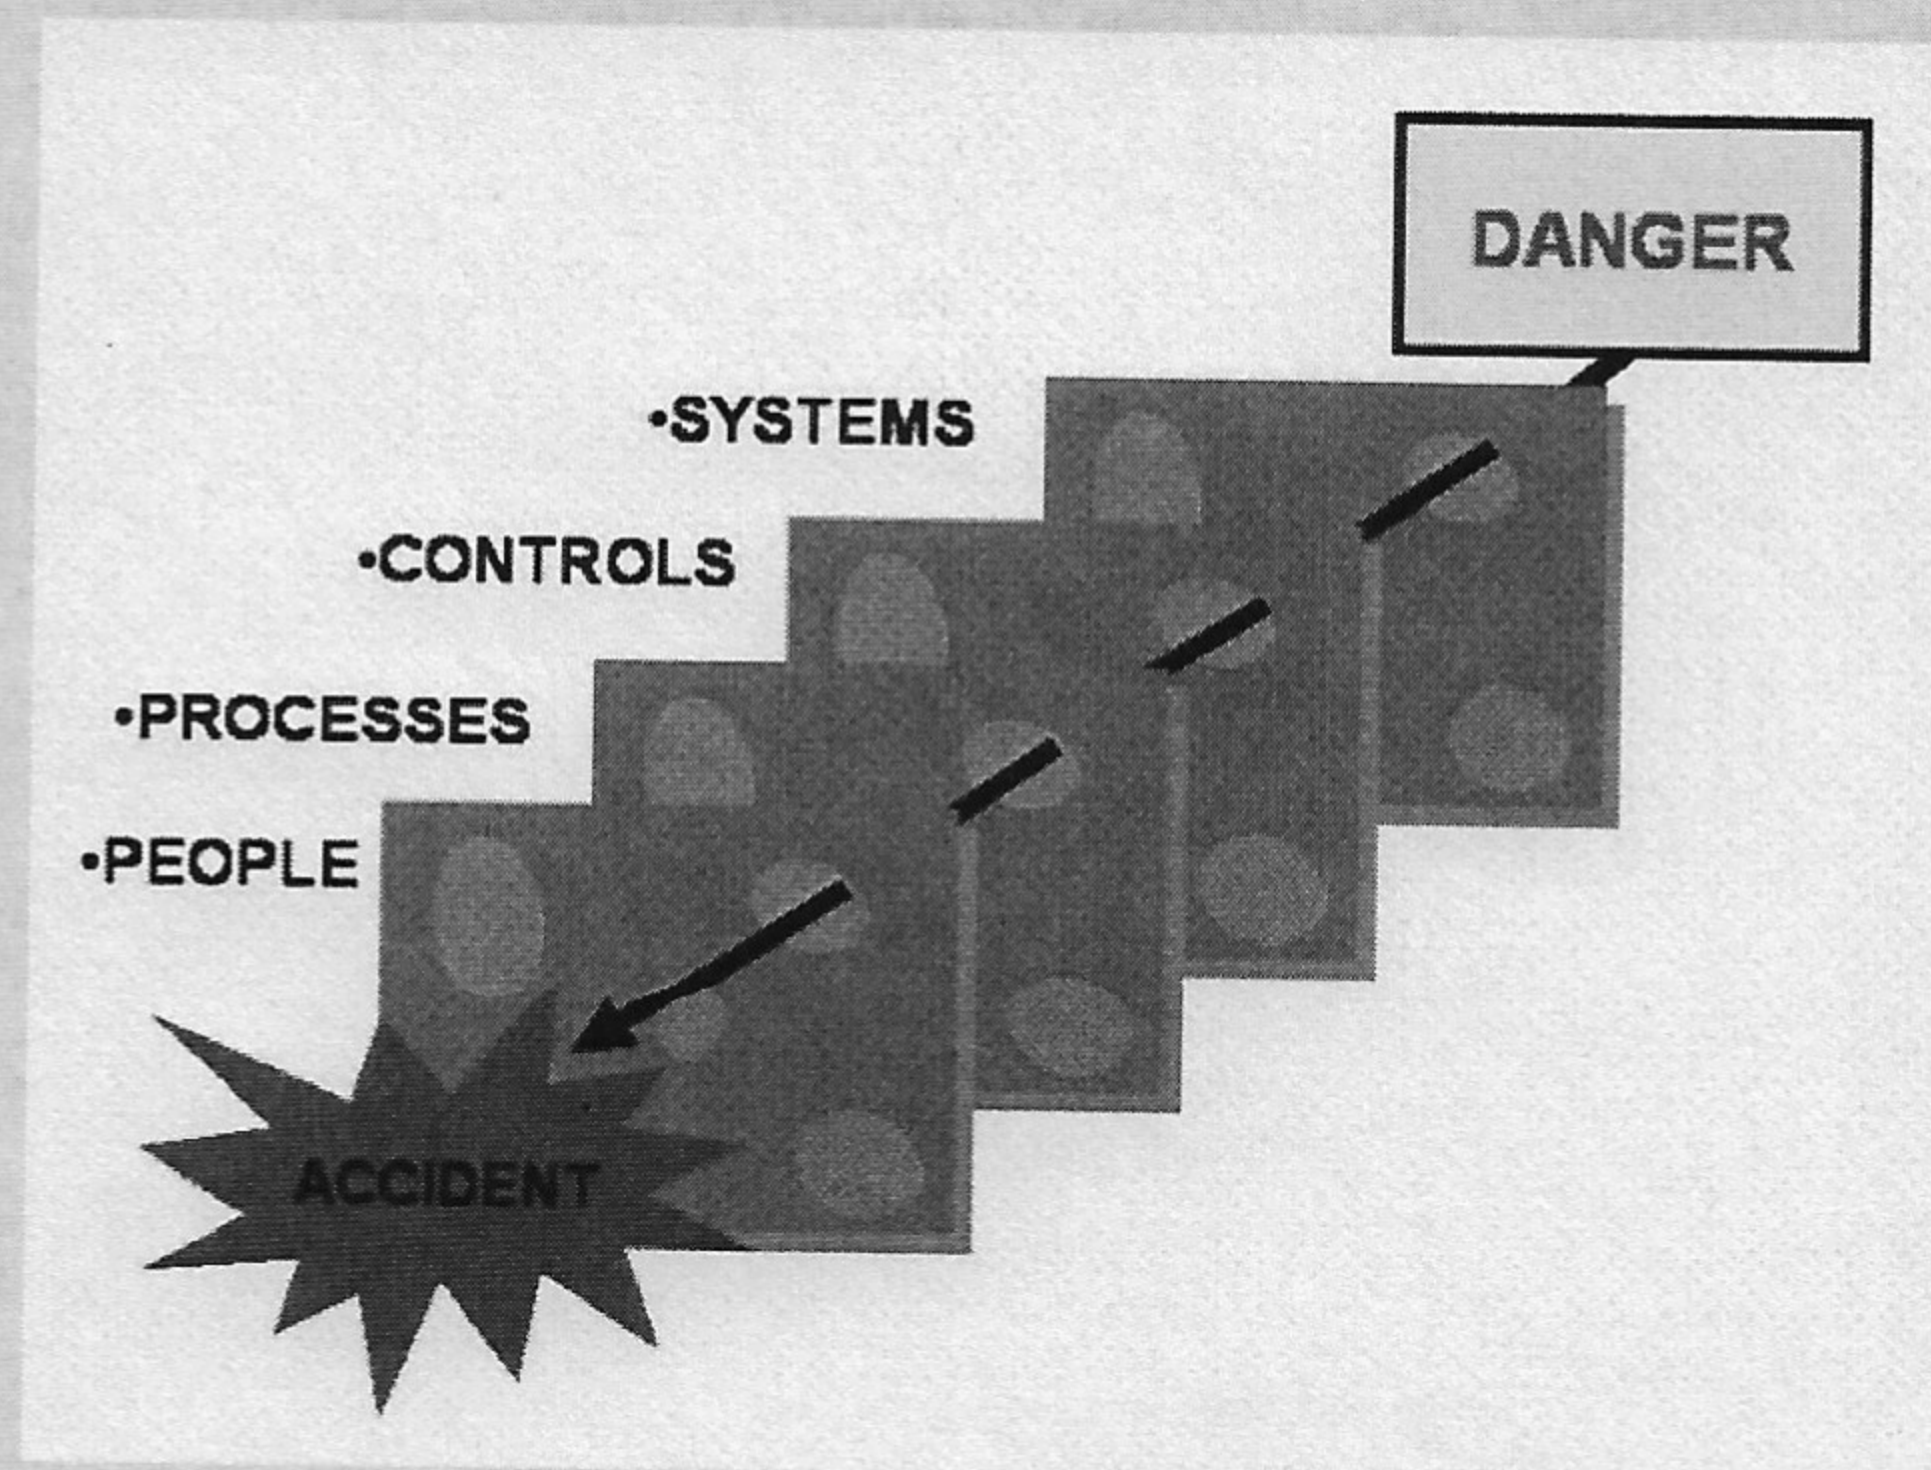 DANGER
•SYSTEMS
•CONTROLS
•PROCESSES
•PEOPLE
ACCIDENT